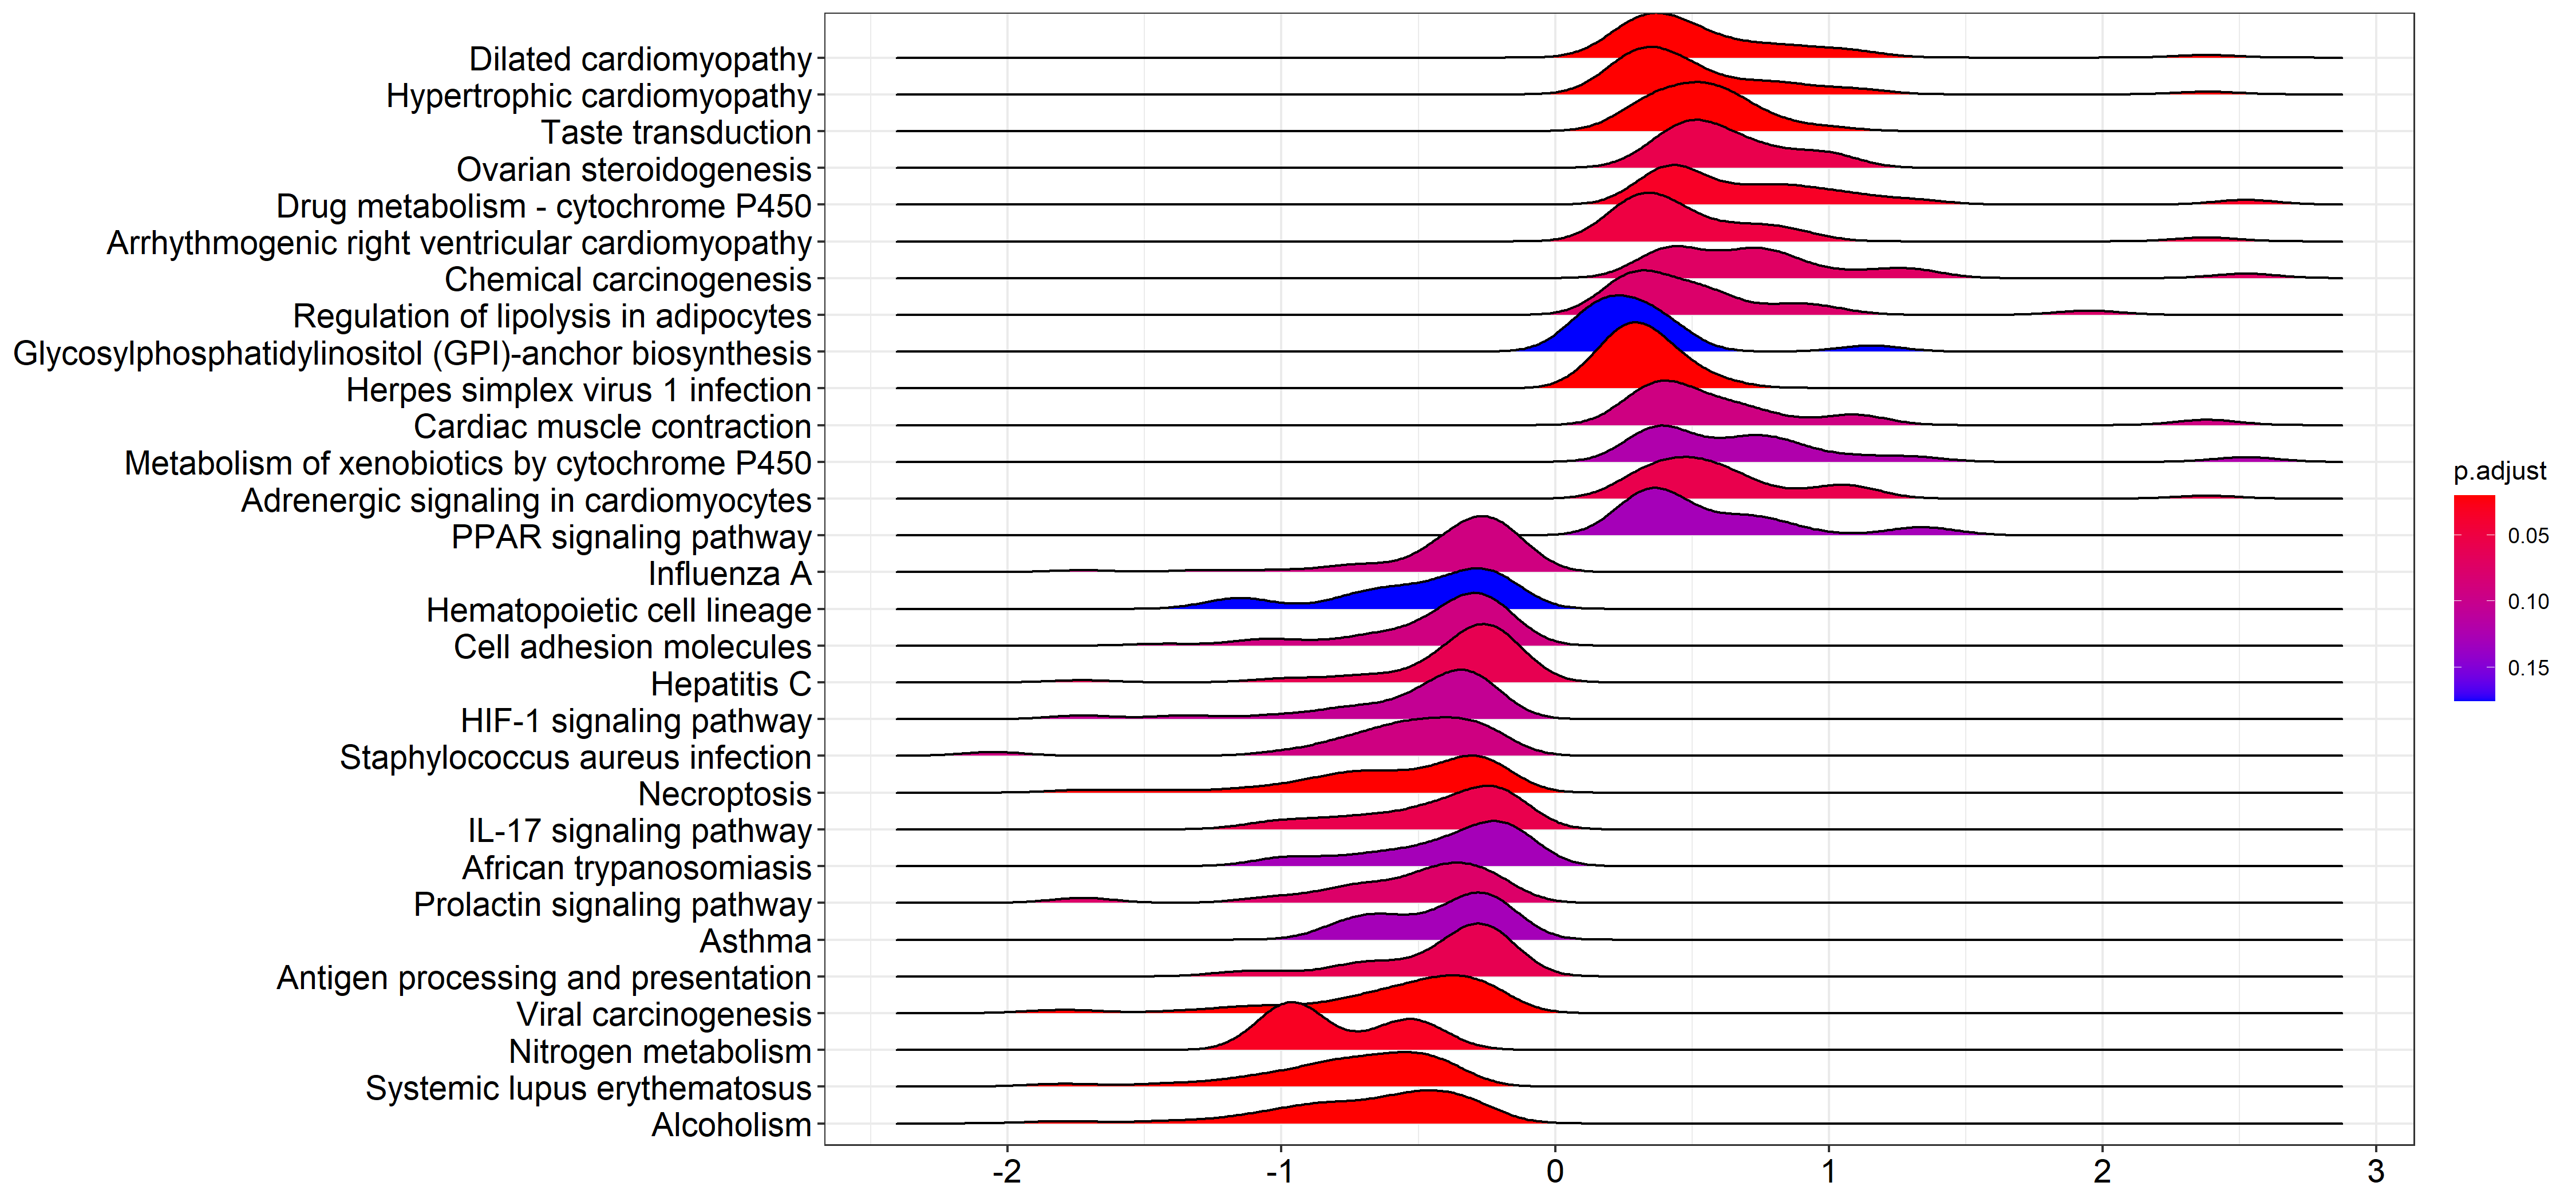 Dilated cardiomyopathy
Hypertrophic cardiomyopathy
Taste transduction
Ovarian steroidogenesis
Drug metabolism - cytochrome P450
Arrhythmogenic right ventricular cardiomyopathy
Chemical carcinogenesis
Regulation of lipolysis in adipocytes
Glycosylphosphatidylinositol (GPI)-anchor biosynthesis
Herpes simplex virus 1 infection
Cardiac muscle contraction
Metabolism of xenobiotics by cytochrome P450
Adrenergic signaling in cardiomyocytes
PPAR signaling pathway
Influenza A
Hematopoietic cell lineage
Cell adhesion molecules
Hepatitis C
HIF-1 signaling pathway
Staphylococcus aureus infection
Necroptosis
IL-17 signaling pathway
African trypanosomiasis
Prolactin signaling pathway
Asthma
Antigen processing and presentation
Viral carcinogenesis
Nitrogen metabolism
Systemic lupus erythematosus
Alcoholism
-2 -1 0 1 2 3
p.adjust
0.05
0.10
0.15